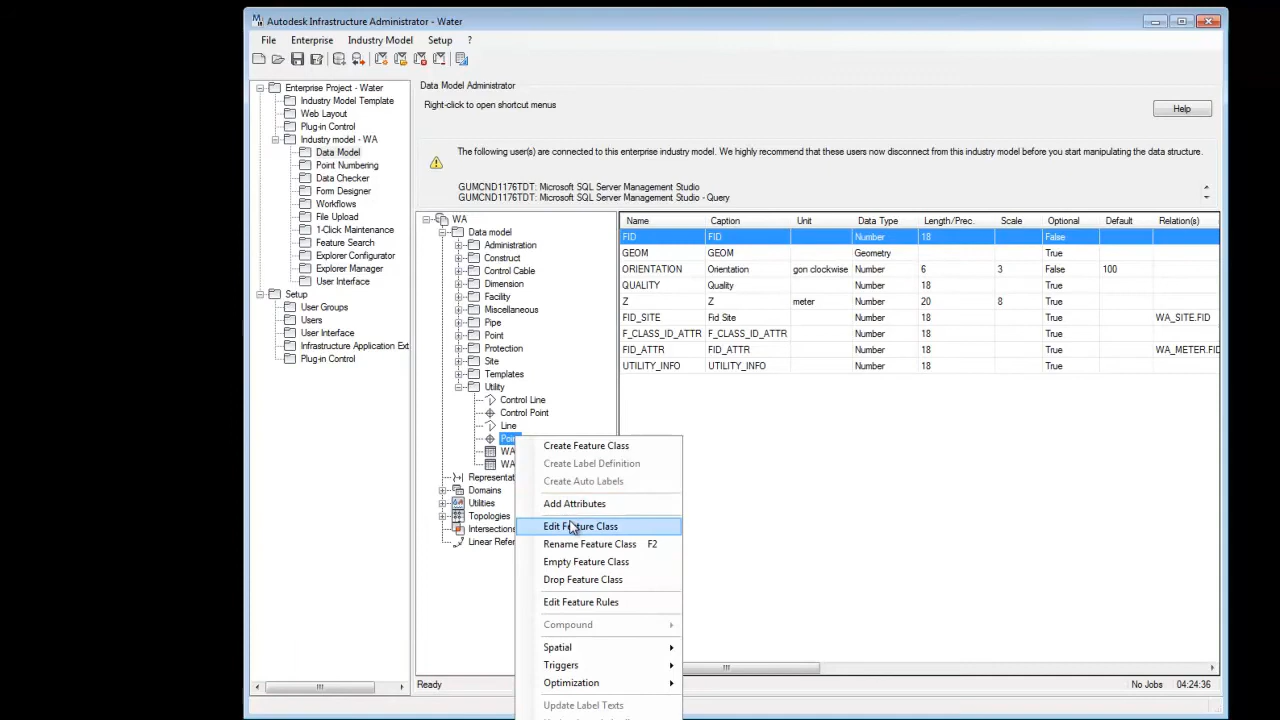 Autodesk Infrastructure Administrator - Water
File Enterprise Industry Model Setup ?
Enterprise Project - Water
Industry Model Template
Web Layout
Plug-in Control
Industry model - WA
Data Model
Point Numbering
Data Checker
Form Designer
Workflows
File Upload
1-Click Maintenance
Feature Search
Explorer Configurator
Explorer Manager
User Interface
Setup
User Groups
Users
User Interface
Infrastructure Application Ext
Plug-in Control
Data Model Administrator
Right-click to open shortcut menus
Help
The following user(s) are connected to this enterprise industry model. We highly recommend that these users now disconnect from this industry model before you start manipulating the data structure.
GUMCND1176TDT: Microsoft SQL Server Management Studio
GUMCND1176TDT: Microsoft SQL Server Management Studio - Query
WA
Data model
Administration
Construct
Control Cable
Dimension
Facility
Miscellaneous
Pipe
Point
Protection
Site
Templates
Utility
Control Line
Control Point
Line
Poin
WA
WA
Representat
Domains
Utilities
Topologies
Intersections
Linear Refer
Name Caption Unit Data Type Length/Prec. Scale Optional Default Relation(s)
FID FID Number 18 False
GEOM GEOM Geometry True
ORIENTATION Orientation gon clockwise Number 6 3 False 100
QUALITY Quality Number 18 True
Z Z meter Number 20 8 True
FID_SITE Fid Site Number 18 True WA_SITE.FID
F_CLASS_ID_ATTR F_CLASS_ID_ATTR Number 18 True
FID_ATTR FID_ATTR Number 18 True WA_METER.FID
UTILITY_INFO UTILITY_INFO Number 18 True
Create Feature Class
Create Label Definition
Create Auto Labels
Add Attributes
Edit Feature Class
Rename Feature Class F2
Empty Feature Class
Drop Feature Class
Edit Feature Rules
Compound
Spatial
Triggers
Optimization
Update Label Texts
Ready
No Jobs 04:24:36